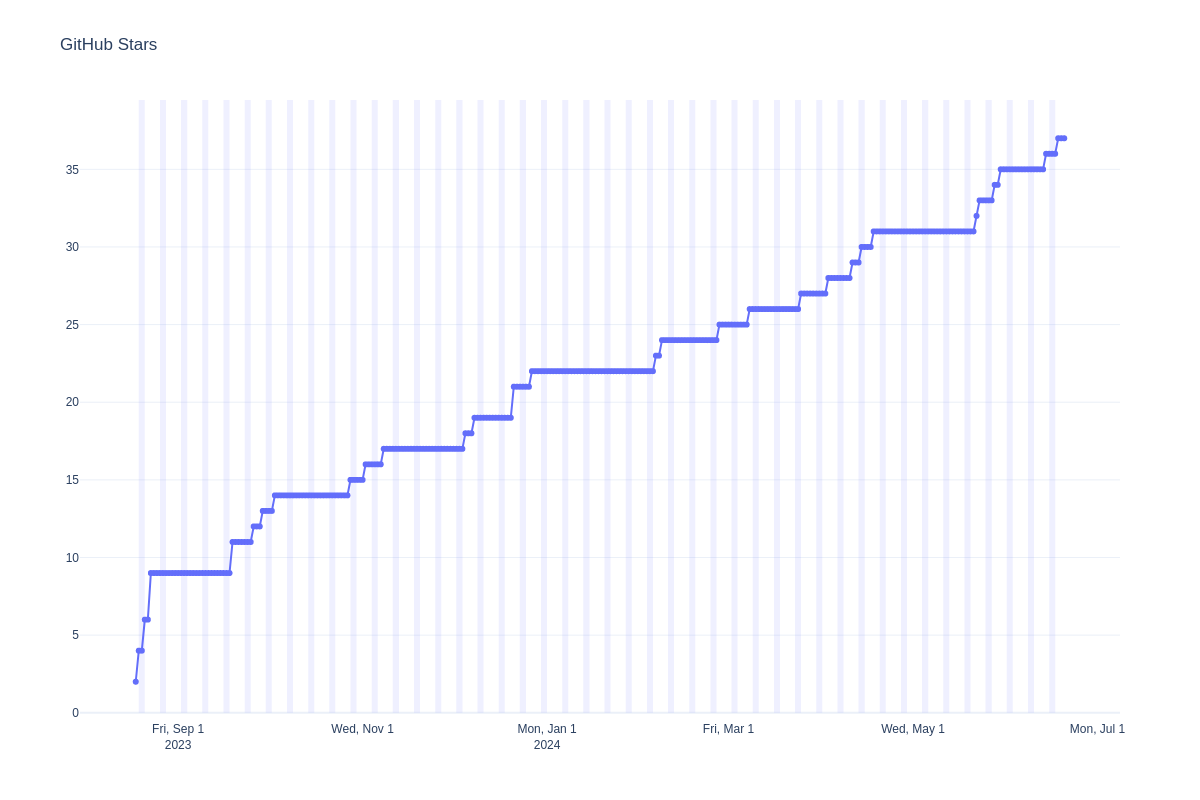 GitHub Stars
35
30
25
20
15
10
5
0
Fri, Sep 1
2023
Wed, Nov 1
Mon, Jan 1
2024
Fri, Mar 1
Wed, May 1
Mon, Jul 1